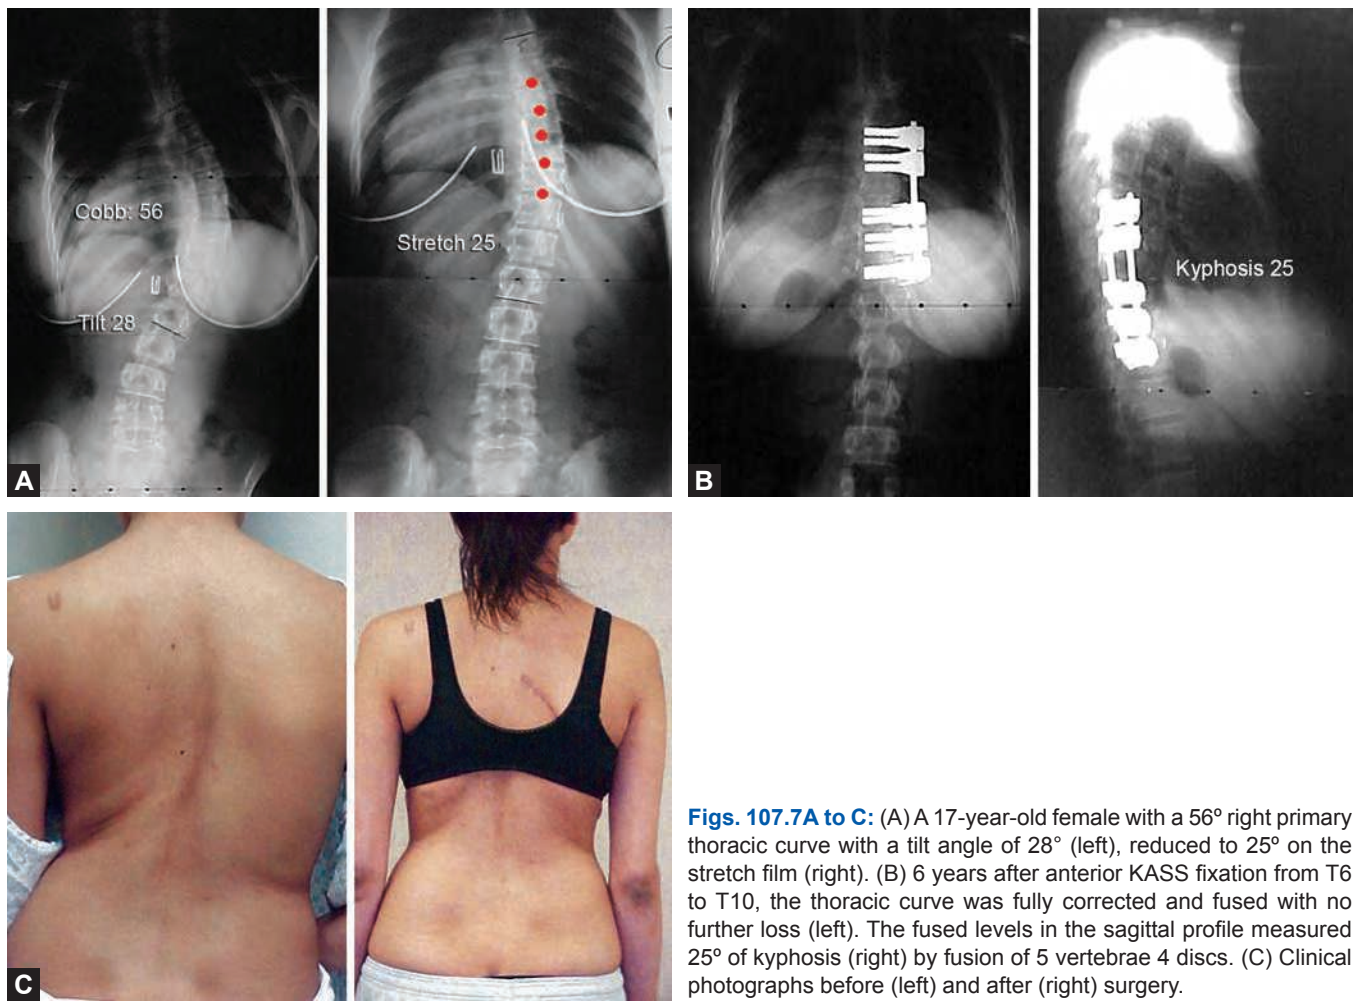 Cobb: 56
Tilt 28
Stretch 25
A
Kyphosis 25
B
C
Figs. 107.7A to C: (A) A 17-year-old female with a 56º right primary
thoracic curve with a tilt angle of 28° (left), reduced to 25º on the
stretch film (right). (B) 6 years after anterior KASS fixation from T6
to T10, the thoracic curve was fully corrected and fused with no
further loss (left). The fused levels in the sagittal profile measured
25º of kyphosis (right) by fusion of 5 vertebrae 4 discs. (C) Clinical
photographs before (left) and after (right) surgery.